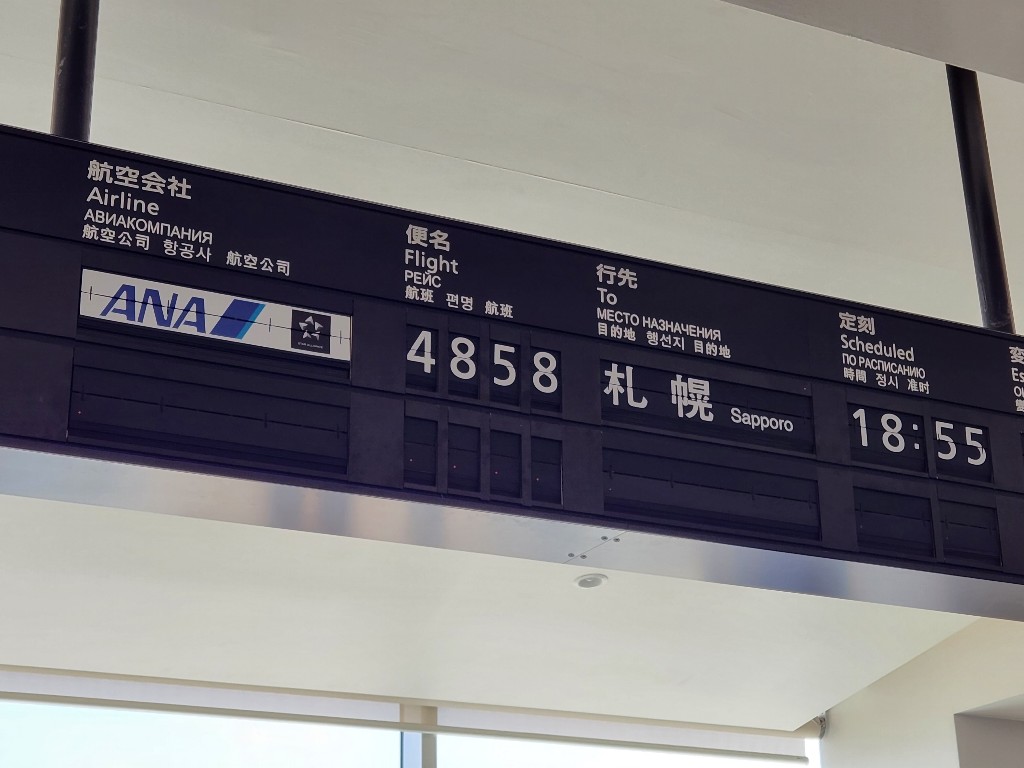 航空会社
Airline
АВИАКОМПАНИЯ
航空公司 항공사 航空公司
便名
Flight
РЕЙС
航班 편명 航班
行先
To
МЕСТО НАЗНАЧЕНИЯ
目的地 행선지 目的地
定刻
Scheduled
ПО РАСПИСАНИЮ
時間 정시 准时
変
Es
ANA
4858
札幌 Sapporo
18:55